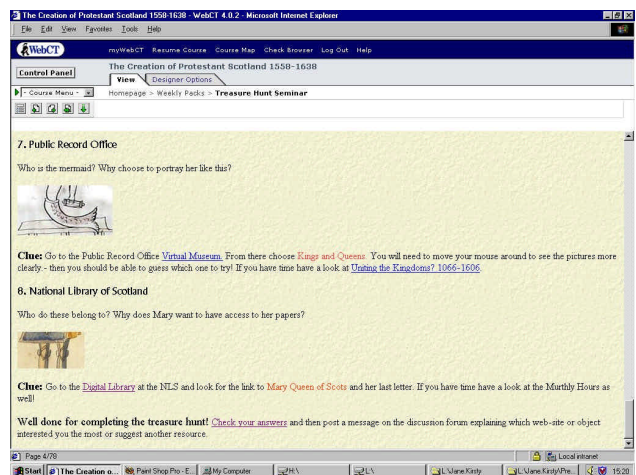 The Creation of Protestant Scotland 1558-1638 - WebCT 4.0.2 - Microsoft Internet Explorer
File Edit View Favorites Tools Help
WebCT myWebCT Resume Course Course Map Check Browser Log Out Help
Control Panel
The Creation of Protestant Scotland 1558-1638
View Designer Options
- Course Menu - Homepage > Weekly Packs > Treasure Hunt Seminar
7. Public Record Office
Who is the mermaid? Why choose to portray her like this?
Clue: Go to the Public Record Office Virtual Museum. From there choose Kings and Queens. You will need to move your mouse around to see the pictures more
clearly - then you should be able to guess which one to try! If you have time have a look at Uniting the Kingdoms? 1066-1606.
8. National Library of Scotland
Who do these belong to? Why does Mary want to have access to her papers?
Clue: Go to the Digital Library at the NLS and look for the link to Mary Queen of Scots and her last letter. If you have time have a look at the Murthly Hours as
well!
Well done for completing the treasure hunt! Check your answers and then post a message on the discussion forum explaining which web-site or object
interested you the most or suggest another resource.
Page 4/78 Local intranet
Start The Creation o... Paint Shop Pro - E... My Computer H:\ L:\ L:\Jane Kirsty L:\Jane Kirsty\Pre... 15:20